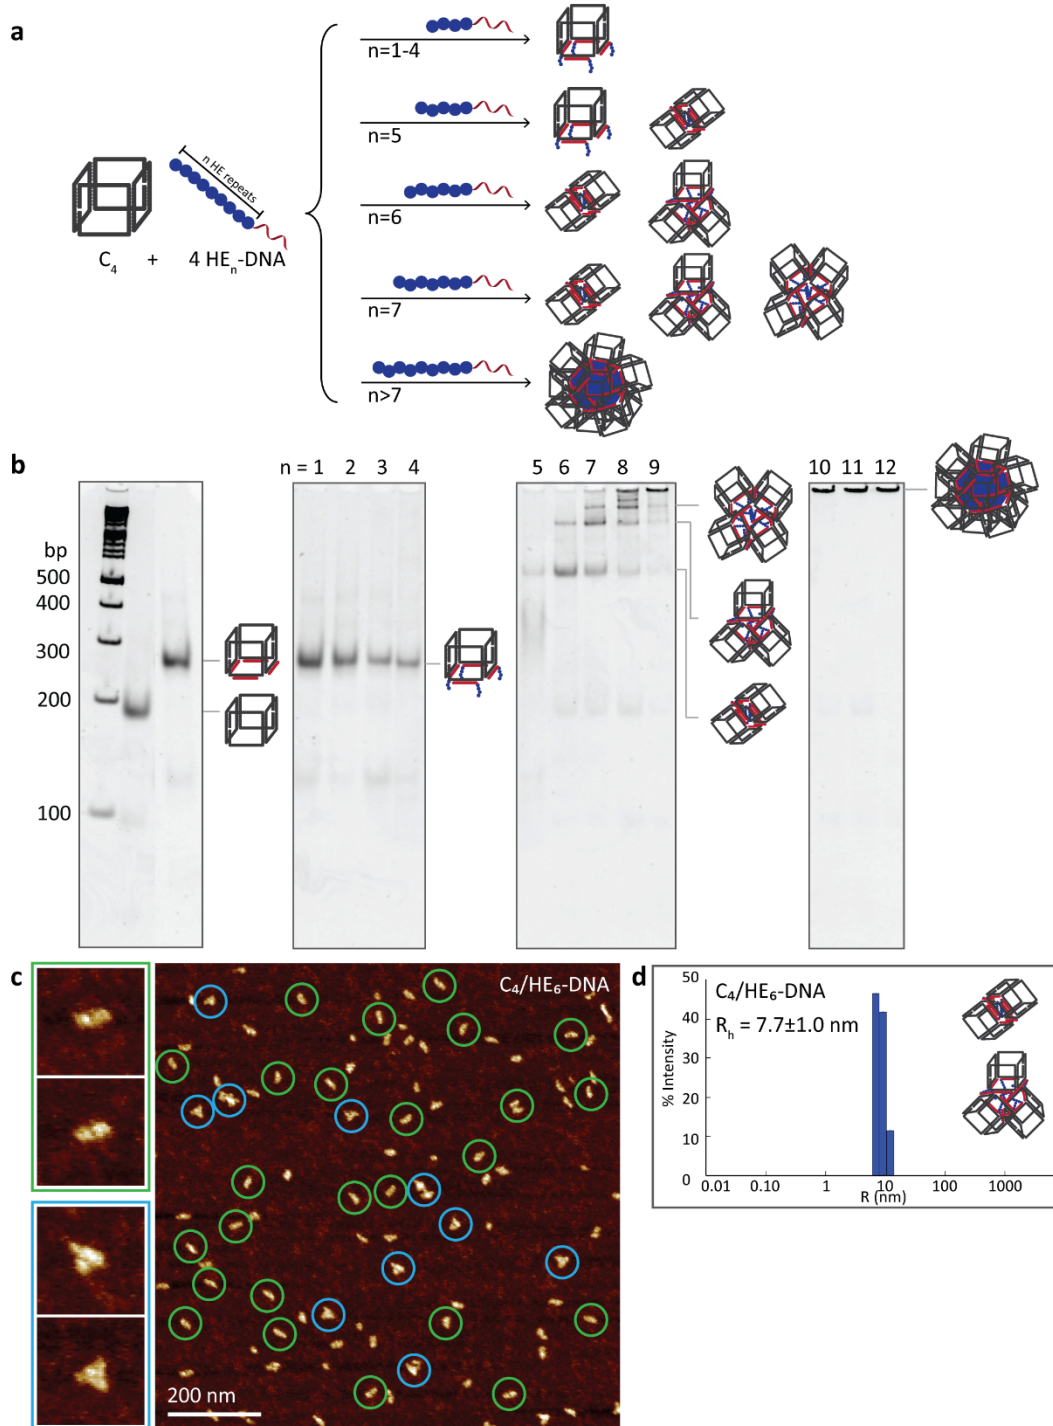 a
n=1-4
n=5
n HE repeats
n=6
C₄ + 4 HEₙ-DNA
n=7
n>7
b
n = 1 2 3 4
5 6 7 8 9
10 11 12
bp
500
400
300
200
100
c
C₄/HE₆-DNA
200 nm
d
C₄/HE₆-DNA
Rₕ = 7.7±1.0 nm
% Intensity
50
40
30
20
10
0
0.01 0.10 1 10 100 1000
R (nm)